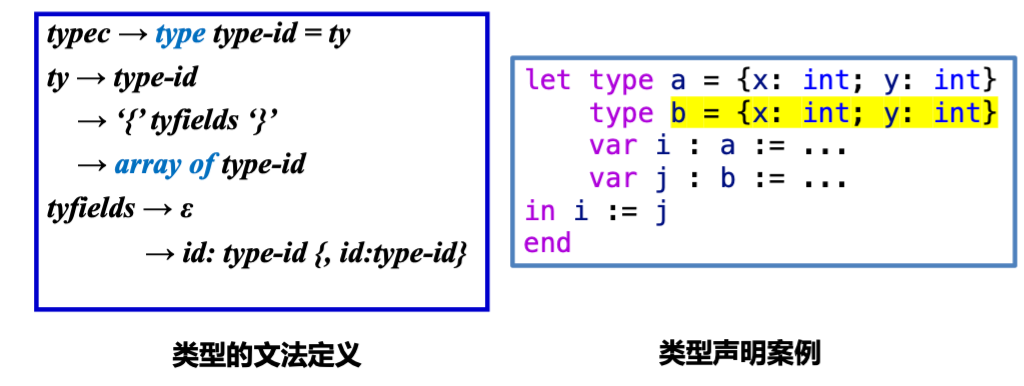 typec → type type-id = ty
ty → type-id
→ ‘{’ tyfields ‘}’
→ array of type-id
tyfields → ε
→ id: type-id {, id:type-id}
类型的文法定义
let type a = {x: int; y: int}
type b = {x: int; y: int}
var i : a := ...
var j : b := ...
in i := j
end
类型声明案例